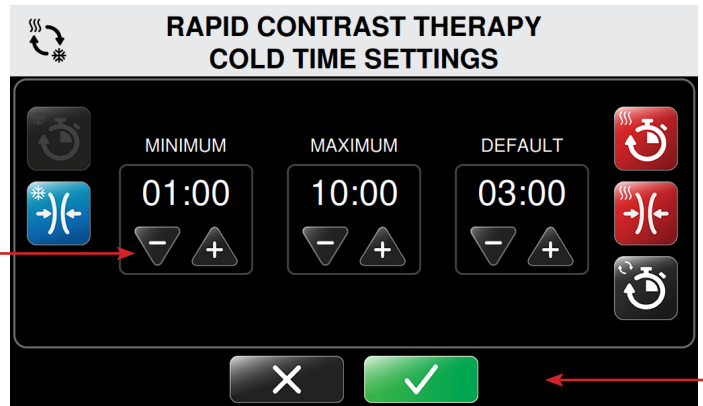 RAPID CONTRAST THERAPY
COLD TIME SETTINGS
MINIMUM
MAXIMUM
DEFAULT
01:00
10:00
03:00
- +
- +
- +